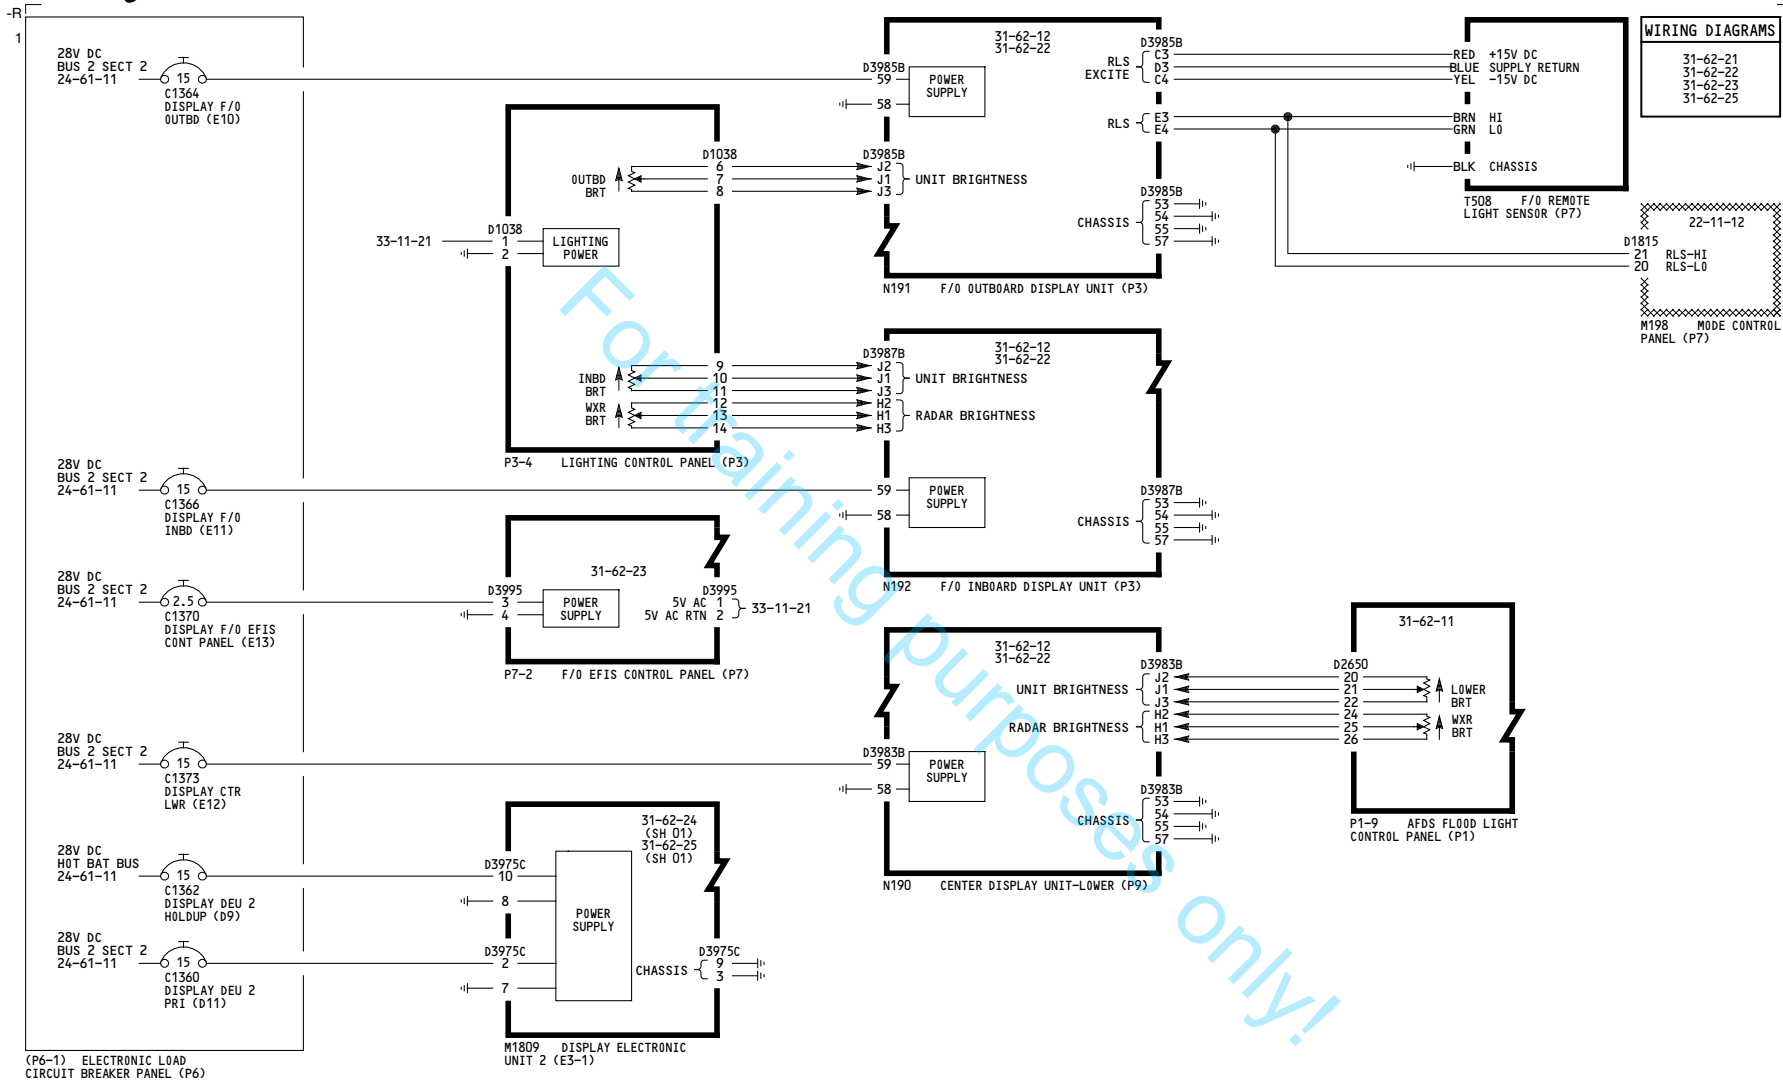 -R
1
28V DC
BUS 2 SECT 2
24-61-11
15
C1364
DISPLAY F/O
OUTBD (E10)
28V DC
BUS 2 SECT 2
24-61-11
15
C1366
DISPLAY F/O
INBD (E11)
28V DC
BUS 2 SECT 2
24-61-11
2.5
C1370
DISPLAY F/O EFIS
CONT PANEL (E13)
28V DC
BUS 2 SECT 2
24-61-11
15
C1373
DISPLAY CTR
LWR (E12)
28V DC
HOT BAT BUS
24-61-11
15
C1362
DISPLAY DEU 2
HOLDUP (D9)
28V DC
BUS 2 SECT 2
24-61-11
15
C1360
DISPLAY DEU 2
PRI (D11)
(P6-1) ELECTRONIC LOAD
CIRCUIT BREAKER PANEL (P6)
D1038
6
7
8
OUTBD
BRT
33-11-21
D1038
1
2
LIGHTING
POWER
INBD
BRT
WXR
BRT
9
10
11
12
13
14
P3-4 LIGHTING CONTROL PANEL (P3)
31-62-23
D3995
3
4
POWER
SUPPLY
D3995
5V AC 1
5V AC RTN 2
33-11-21
P7-2 F/O EFIS CONTROL PANEL (P7)
31-62-24
(SH 01)
31-62-25
(SH 01)
D3975C
10
8
D3975C
2
7
POWER
SUPPLY
CHASSIS
D3975C
9
3
M1809 DISPLAY ELECTRONIC
UNIT 2 (E3-1)
31-62-12
31-62-22
D3985B
59
58
POWER
SUPPLY
D3985B
J2
J1
J3
UNIT BRIGHTNESS
RLS
EXCITE
D3985B
C3
D3
C4
RLS
E3
E4
D3985B
CHASSIS
53
54
55
57
N191 F/O OUTBOARD DISPLAY UNIT (P3)
31-62-12
31-62-22
D3987B
J2
J1
J3
UNIT BRIGHTNESS
H2
H1
H3
RADAR BRIGHTNESS
59
58
POWER
SUPPLY
D3987B
CHASSIS
53
54
55
57
N192 F/O INBOARD DISPLAY UNIT (P3)
31-62-12
31-62-22
D3983B
UNIT BRIGHTNESS
J2
J1
J3
RADAR BRIGHTNESS
H2
H1
H3
D3983B
59
58
POWER
SUPPLY
D3983B
CHASSIS
53
54
55
57
N190 CENTER DISPLAY UNIT-LOWER (P9)
RED +15V DC
BLUE SUPPLY RETURN
YEL -15V DC
BRN HI
GRN LO
BLK CHASSIS
T508 F/O REMOTE
LIGHT SENSOR (P7)
WIRING DIAGRAMS
31-62-21
31-62-22
31-62-23
31-62-25
22-11-12
D1815
21 RLS-HI
20 RLS-LO
M198 MODE CONTROL
PANEL (P7)
31-62-11
D2650
20
21
22
24
25
26
LOWER
BRT
WXR
BRT
P1-9 AFDS FLOOD LIGHT
CONTROL PANEL (P1)
For training purposes only!